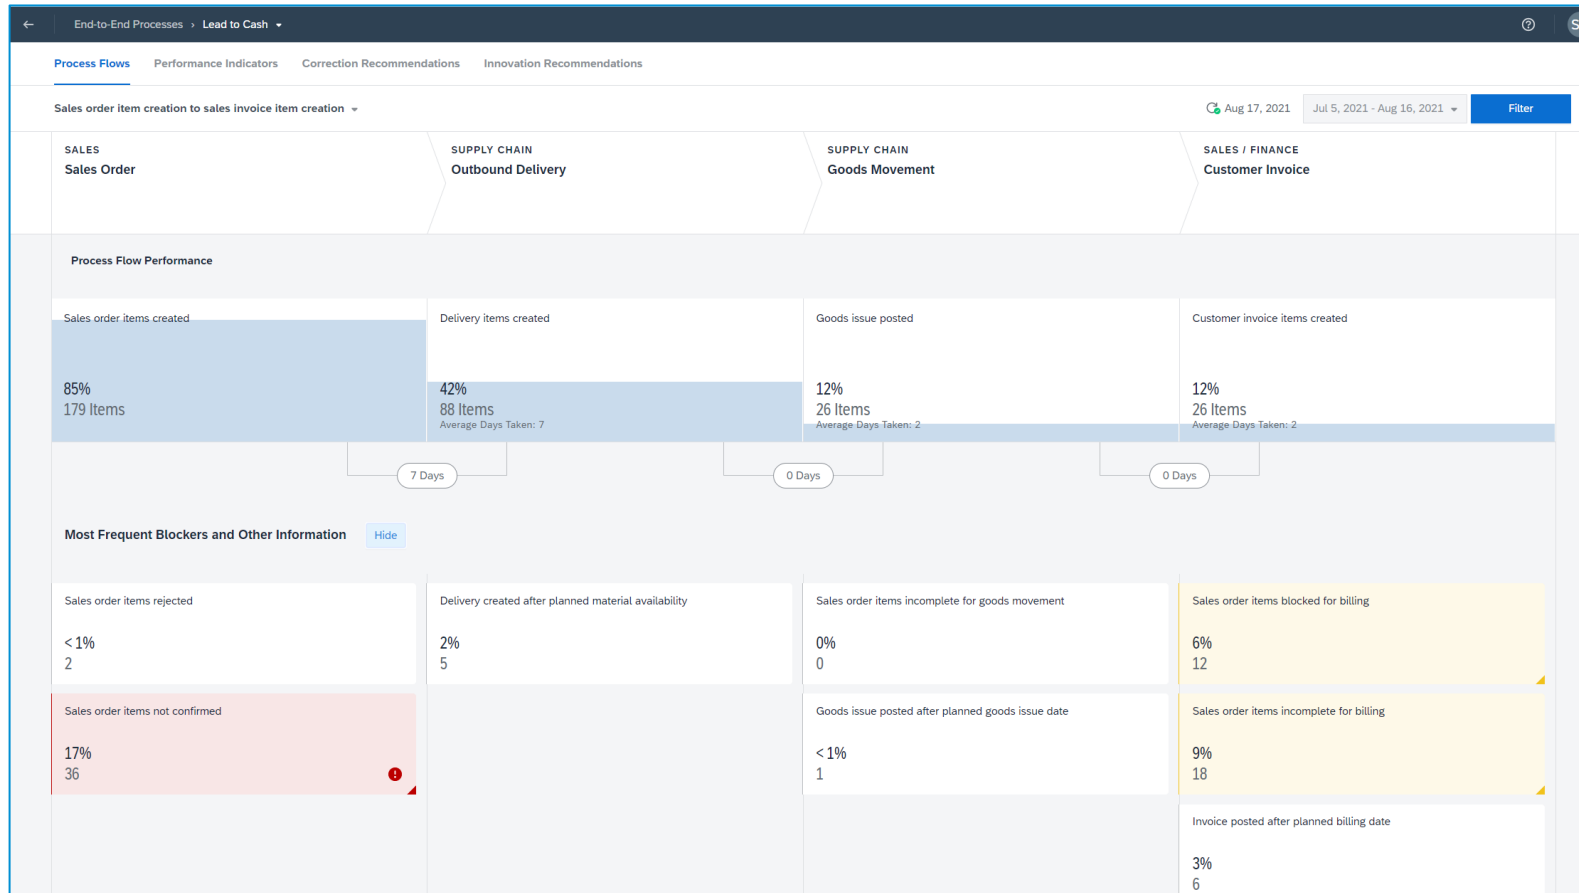 End-to-End Processes › Lead to Cash
S
Process Flows Performance Indicators Correction Recommendations Innovation Recommendations
Sales order item creation to sales invoice item creation
Aug 17, 2021
Jul 5, 2021 - Aug 16, 2021
Filter
SALES
Sales Order
SUPPLY CHAIN
Outbound Delivery
SUPPLY CHAIN
Goods Movement
SALES / FINANCE
Customer Invoice
Process Flow Performance
Sales order items created
85%
179 Items
Delivery items created
42%
88 Items
Average Days Taken: 7
Goods issue posted
12%
26 Items
Average Days Taken: 2
Customer invoice items created
12%
26 Items
Average Days Taken: 2
7 Days
0 Days
0 Days
Most Frequent Blockers and Other Information
Hide
Sales order items rejected
< 1%
2
Delivery created after planned material availability
2%
5
Sales order items incomplete for goods movement
0%
0
Sales order items blocked for billing
6%
12
Sales order items not confirmed
17%
36
Goods issue posted after planned goods issue date
< 1%
1
Sales order items incomplete for billing
9%
18
Invoice posted after planned billing date
3%
6